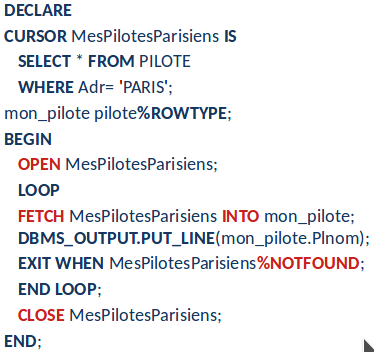 DECLARE
CURSOR MesPilotesParisiens IS
SELECT * FROM PILOTE
WHERE Adr= 'PARIS';
mon_pilote pilote%ROWTYPE;
BEGIN
OPEN MesPilotesParisiens;
LOOP
FETCH MesPilotesParisiens INTO mon_pilote;
DBMS_OUTPUT.PUT_LINE(mon_pilote.Plnom);
EXIT WHEN MesPilotesParisiens%NOTFOUND;
END LOOP;
CLOSE MesPilotesParisiens;
END;